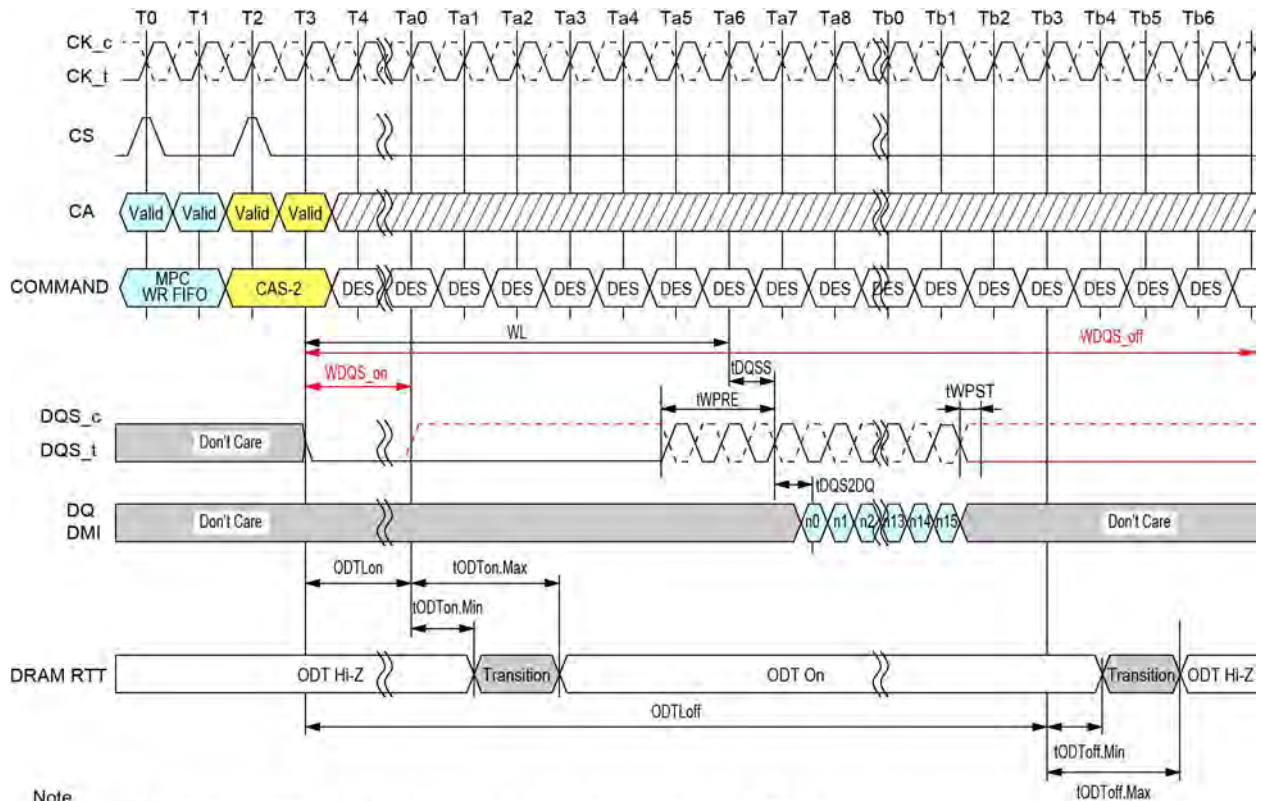 T0 T1 T2 T3 T4 Ta0 Ta1 Ta2 Ta3 Ta4 Ta5 Ta6 Ta7 Ta8 Tb0 Tb1 Tb2 Tb3 Tb4 Tb5 Tb6
CK_c
CK_t
CS
CA Valid Valid Valid Valid
COMMAND MPC WR FIFO CAS-2 DES DES DES DES DES DES DES DES DES DES DES DES DES DES DES DES DES
WL
WDQS_off
WDQS_on
tDQSS
tWPRE
tWPST
DQS_c
DQS_t
Don't Care
tDQS2DQ
DQ
DMI
Don't Care
n0 n1 n2 n13 n14 n15
Don't Care
ODTLon
tODTon.Max
tODTon.Min
DRAM RTT ODT Hi-Z Transition ODT On Transition ODT Hi-Z
ODTLoff
tODToff.Min
tODToff.Max
Note